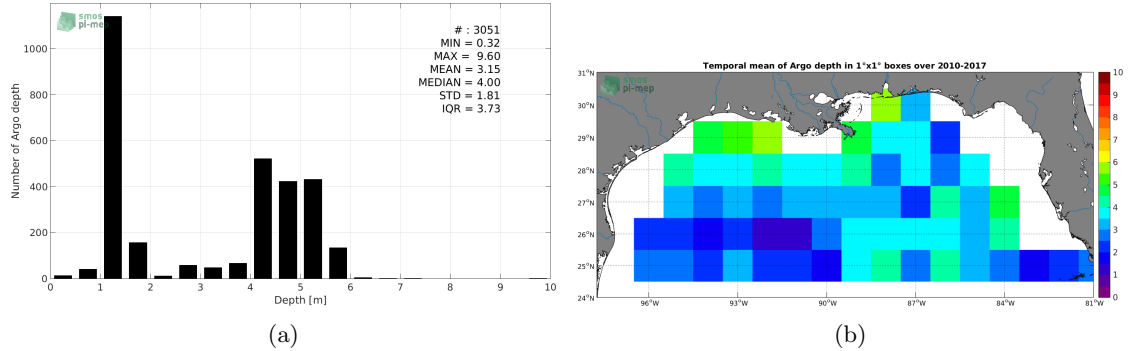 smos
pi-mep
# : 3051
MIN = 0.32
MAX = 9.60
MEAN = 3.15
MEDIAN = 4.00
STD = 1.81
IQR = 3.73
Number of Argo depth
1000
800
600
400
200
0
0 1 2 3 4 5 6 7 8 9 10
Depth [m]
(a)
Temporal mean of Argo depth in 1°x1° boxes over 2010-2017
smos
pi-mep
31°N
30°N
29°N
28°N
27°N
26°N
25°N
24°N
96°W 93°W 90°W 87°W 84°W 81°W
10
9
8
7
6
5
4
3
2
1
0
(b)